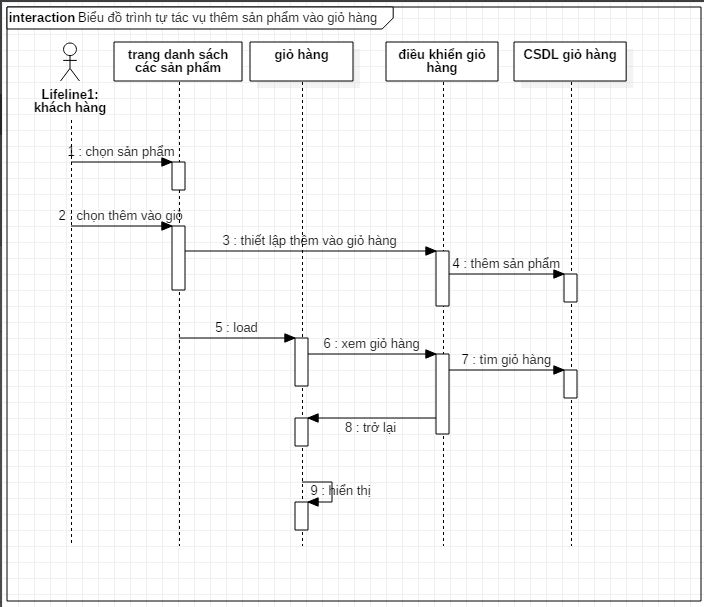 interaction Biểu đồ trình tự tác vụ thêm sản phẩm vào giỏ hàng
trang danh sách
các sản phẩm
giỏ hàng
điều khiển giỏ
hàng
CSDL giỏ hàng
Lifeline1:
khách hàng
1 : chọn sản phẩm
2 : chọn thêm vào giỏ
3 : thiết lập thêm vào giỏ hàng
4 : thêm sản phẩm
5 : load
6 : xem giỏ hàng
7 : tìm giỏ hàng
8 : trở lại
9 : hiển thị